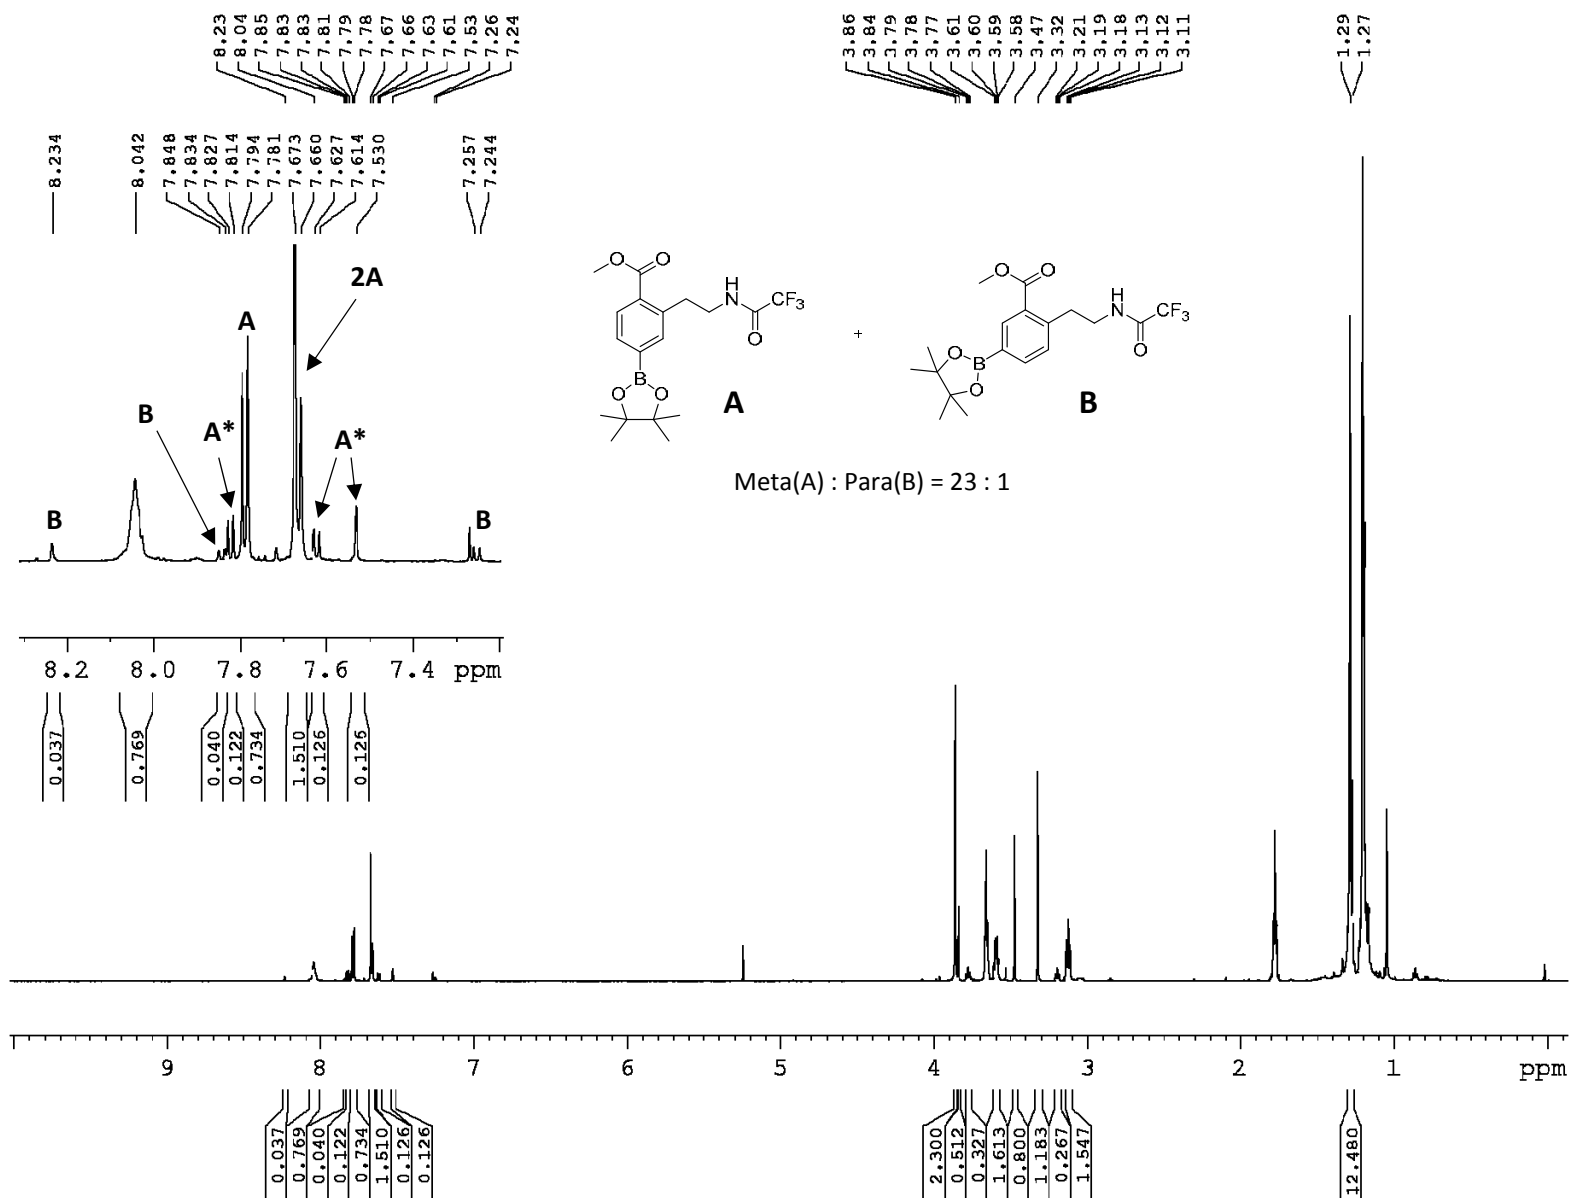 8.23 8.04 7.85 7.83 7.83 7.81 7.79 7.78 7.67 7.66 7.63 7.61 7.53 7.26 7.24
3.86 3.84 3.79 3.78 3.77 3.61 3.60 3.59 3.58 3.47 3.32 3.21 3.19 3.18 3.13 3.12 3.11
1.29 1.27
8.234 8.042 7.848 7.834 7.827 7.814 7.794 7.781 7.673 7.660 7.627 7.614 7.530 7.257 7.244
2A
A
B
A*
A*
B
B
O
O
H
N
CF3
O
B
O
O
A
+
O
O
H
N
CF3
O
O
B
O
B
Meta(A) : Para(B) = 23 : 1
8.2 8.0 7.8 7.6 7.4 ppm
0.037 0.769 0.040 0.122 0.734 1.510 0.126 0.125
9 8 7 6 5 4 3 2 1 ppm
0.037 0.769 0.040 0.122 0.734 1.510 0.126 0.126
2.300 0.512 0.327 1.613 0.800 1.183 0.267 1.547
12.480